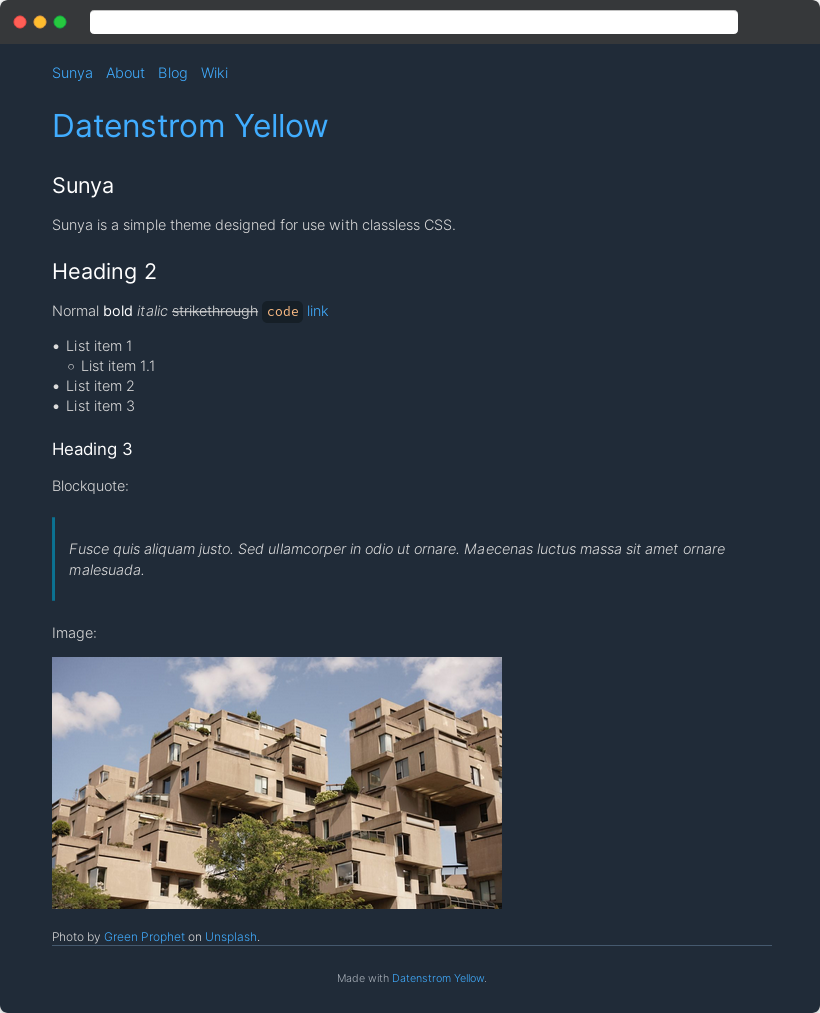 Sunya About Blog Wiki
Datenstrom Yellow
Sunya
Sunya is a simple theme designed for use with classless CSS.
Heading 2
Normal bold italic strikethrough code link
• List item 1
○ List item 1.1
• List item 2
• List item 3
Heading 3
Blockquote:
Fusce quis aliquam justo. Sed ullamcorper in odio ut ornare. Maecenas luctus massa sit amet ornare
malesuada.
Image:
Photo by Green Prophet on Unsplash.
Made with Datenstrom Yellow.